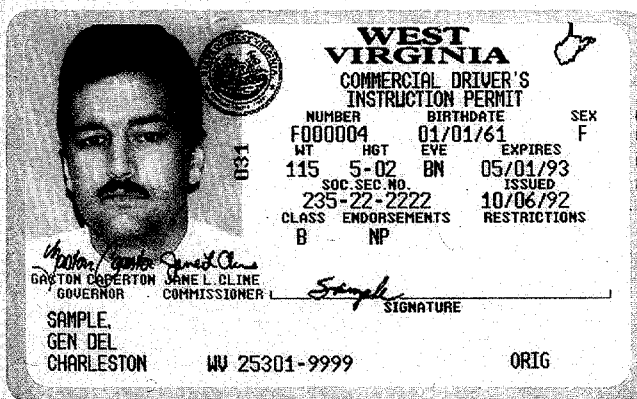 WEST
VIRGINIA
COMMERCIAL DRIVER'S
INSTRUCTION PERMIT
NUMBER BIRTHDATE SEX
F000004 01/01/61 F
WT HGT EYE EXPIRES
115 5-02 BN 05/01/93
SOC.SEC.NO. ISSUED
235-22-2222 10/06/92
CLASS ENDORSEMENTS RESTRICTIONS
B NP
031
GASTON CAPERTON JANE L. CLINE
GOVERNOR COMMISSIONER
Sample
SIGNATURE
SAMPLE,
GEN DEL
CHARLESTON WV 25301-9999 ORIG